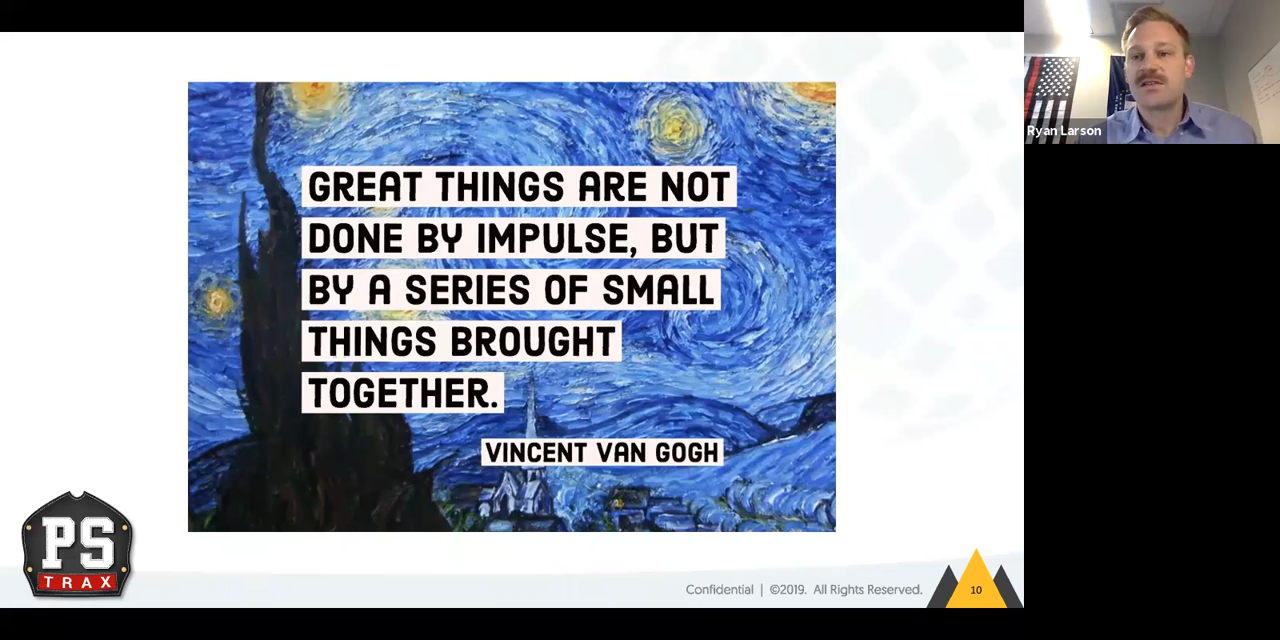 GREAT THINGS ARE NOT
DONE BY IMPULSE, BUT
BY A SERIES OF SMALL
THINGS BROUGHT
TOGETHER.
VINCENT VAN GOGH
PS
TRAX
Confidential | ©2019. All Rights Reserved.
10
Ryan Larson